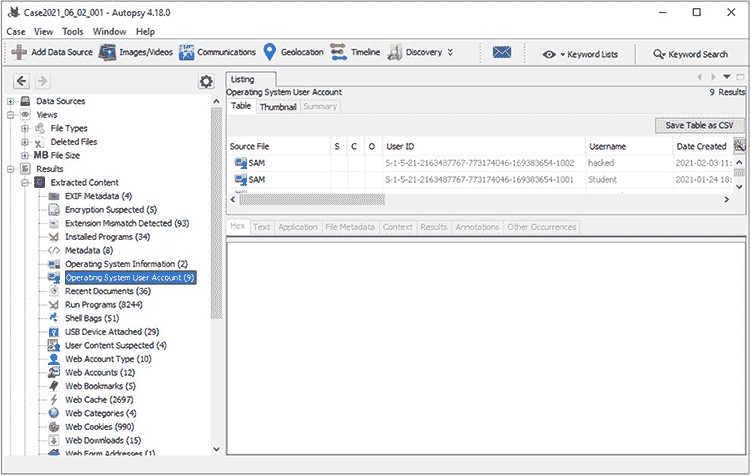 Case2021_06_02_001 - Autopsy 4.18.0
Case View Tools Window Help
Add Data Source Images/Videos Communications Geolocation Timeline Discovery Keyword Lists Keyword Search
Listing
Operating System User Account 9 Results
Table Thumbnail Summary
Save Table as CSV
Source File S C O User ID Username Date Created
SAM S-1-5-21-2163487767-773174046-169383654-1002 hacked 2021-02-03 11:
SAM S-1-5-21-2163487767-773174046-169383654-1001 Student 2021-01-24 18:
Hex Text Application File Metadata Context Results Annotations Other Occurrences
Data Sources
Views
File Types
Deleted Files
MB File Size
Results
Extracted Content
EXIF Metadata (4)
Encryption Suspected (5)
Extension Mismatch Detected (93)
Installed Programs (34)
Metadata (8)
Operating System Information (2)
Operating System User Account (9)
Recent Documents (36)
Run Programs (8244)
Shell Bags (51)
USB Device Attached (29)
User Content Suspected (4)
Web Account Type (10)
Web Accounts (12)
Web Bookmarks (5)
Web Cache (2697)
Web Categories (4)
Web Cookies (990)
Web Downloads (15)
Web Form Addresses (1)